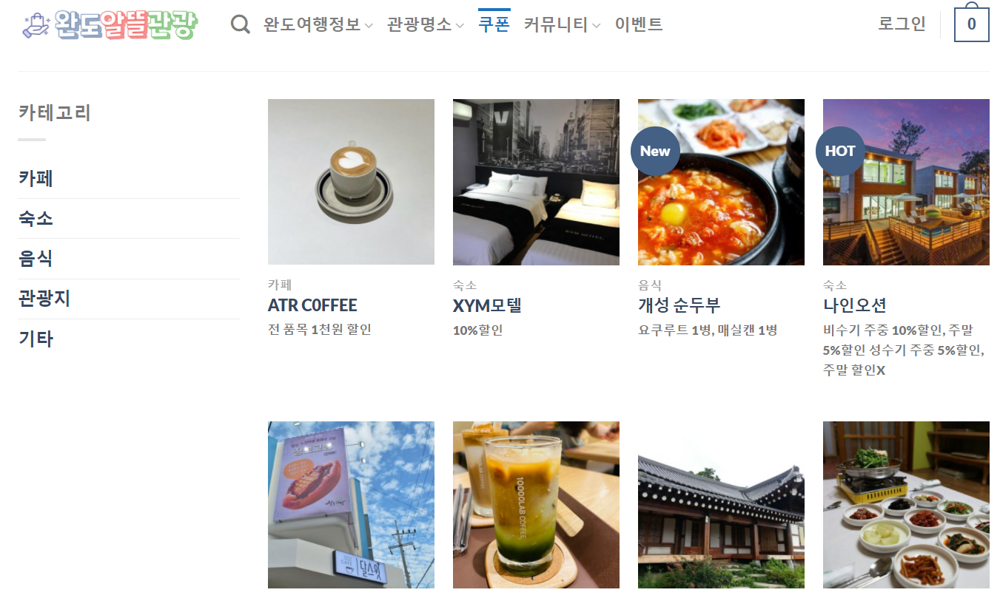 완도알뜰관광
완도여행정보 관광명소 쿠폰 커뮤니티 이벤트 로그인 0
카테고리
카페
숙소
음식
관광지
기타
카페
ATR COFFEE
전 품목 1천원 할인
숙소
XYM모텔
10%할인
New
음식
개성 순두부
요쿠루트 1병, 매실캔 1병
HOT
숙소
나인오션
비수기 주중 10%할인, 주말
5%할인 성수기 주중 5%할인,
주말 할인X
달스윗
10000LAB COFFEE